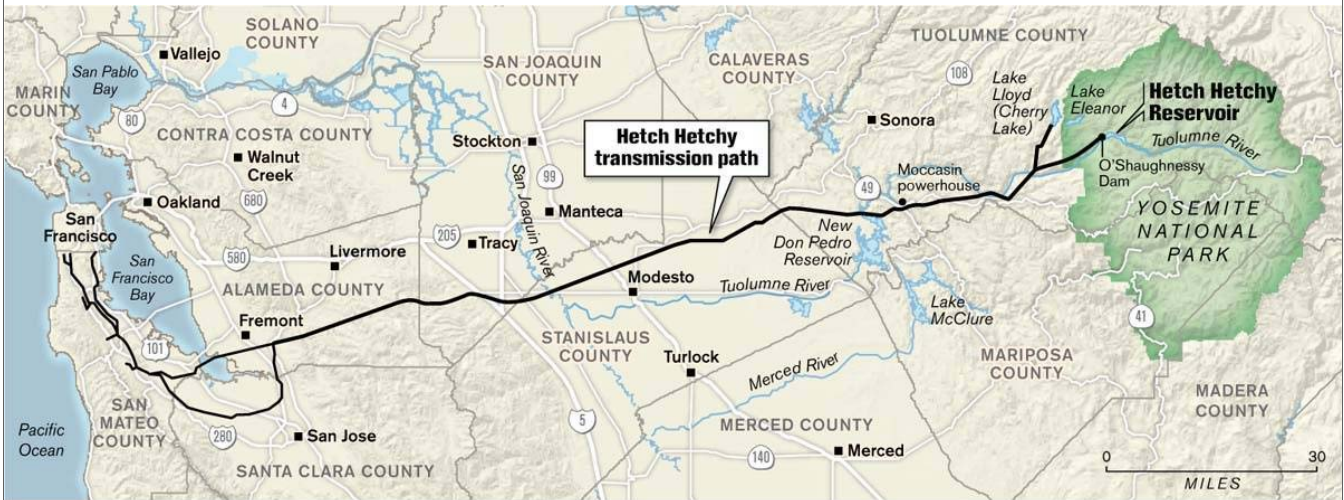 SOLANO
COUNTY
Vallejo
San Pablo
Bay
MARIN
COUNTY
80
4
CONTRA COSTA COUNTY
Walnut
Creek
680
Oakland
San
Francisco
San
Francisco
Bay
580
Livermore
ALAMEDA COUNTY
Fremont
101
SAN
MATEO
COUNTY
280
San Jose
SANTA CLARA COUNTY
Pacific
Ocean
SAN JOAQUIN
COUNTY
Stockton
99
San Joaquin River
Manteca
205
Tracy
Hetch Hetchy
transmission path
Modesto
Tuolumne River
STANISLAUS
COUNTY
Turlock
5
Merced River
MERCED COUNTY
140
Merced
CALAVERAS
COUNTY
TUOLUMNE COUNTY
108
Sonora
49
Moccasin
powerhouse
New
Don Pedro
Reservoir
Lake
McClure
Lake
Lloyd
(Cherry
Lake)
Lake
Eleanor
Hetch Hetchy
Reservoir
Tuolumne River
O'Shaughnessy
Dam
YOSEMITE
NATIONAL
PARK
41
MARIPOSA
COUNTY
MADERA
COUNTY
0 30
MILES